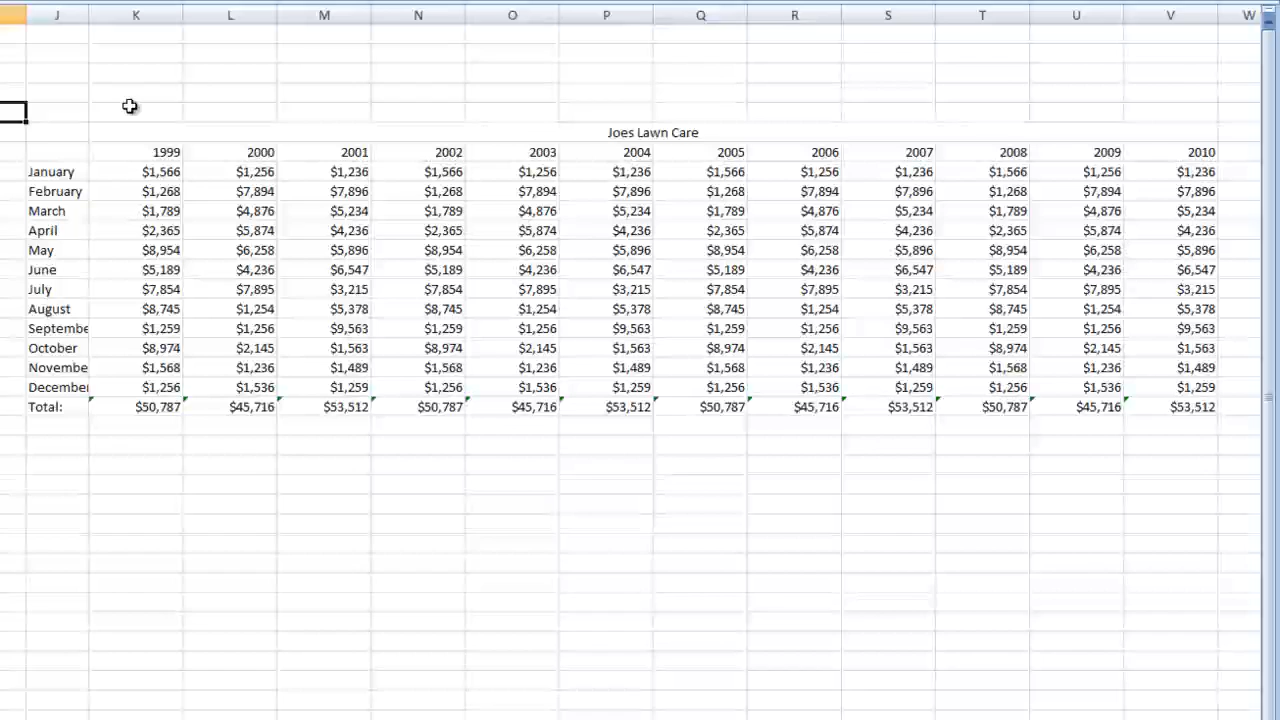 J K L M N O P Q R S T U V W
Joes Lawn Care
1999 2000 2001 2002 2003 2004 2005 2006 2007 2008 2009 2010
January $1,566 $1,256 $1,236 $1,566 $1,256 $1,236 $1,566 $1,256 $1,236 $1,566 $1,256 $1,236
February $1,268 $7,894 $7,896 $1,268 $7,894 $7,896 $1,268 $7,894 $7,896 $1,268 $7,894 $7,896
March $1,789 $4,876 $5,234 $1,789 $4,876 $5,234 $1,789 $4,876 $5,234 $1,789 $4,876 $5,234
April $2,365 $5,874 $4,236 $2,365 $5,874 $4,236 $2,365 $5,874 $4,236 $2,365 $5,874 $4,236
May $8,954 $6,258 $5,896 $8,954 $6,258 $5,896 $8,954 $6,258 $5,896 $8,954 $6,258 $5,896
June $5,189 $4,236 $6,547 $5,189 $4,236 $6,547 $5,189 $4,236 $6,547 $5,189 $4,236 $6,547
July $7,854 $7,895 $3,215 $7,854 $7,895 $3,215 $7,854 $7,895 $3,215 $7,854 $7,895 $3,215
August $8,745 $1,254 $5,378 $8,745 $1,254 $5,378 $8,745 $1,254 $5,378 $8,745 $1,254 $5,378
Septembe $1,259 $1,256 $9,563 $1,259 $1,256 $9,563 $1,259 $1,256 $9,563 $1,259 $1,256 $9,563
October $8,974 $2,145 $1,563 $8,974 $2,145 $1,563 $8,974 $2,145 $1,563 $8,974 $2,145 $1,563
Novembe $1,568 $1,236 $1,489 $1,568 $1,236 $1,489 $1,568 $1,236 $1,489 $1,568 $1,236 $1,489
December $1,256 $1,536 $1,259 $1,256 $1,536 $1,259 $1,256 $1,536 $1,259 $1,256 $1,536 $1,259
Total: $50,787 $45,716 $53,512 $50,787 $45,716 $53,512 $50,787 $45,716 $53,512 $50,787 $45,716 $53,512